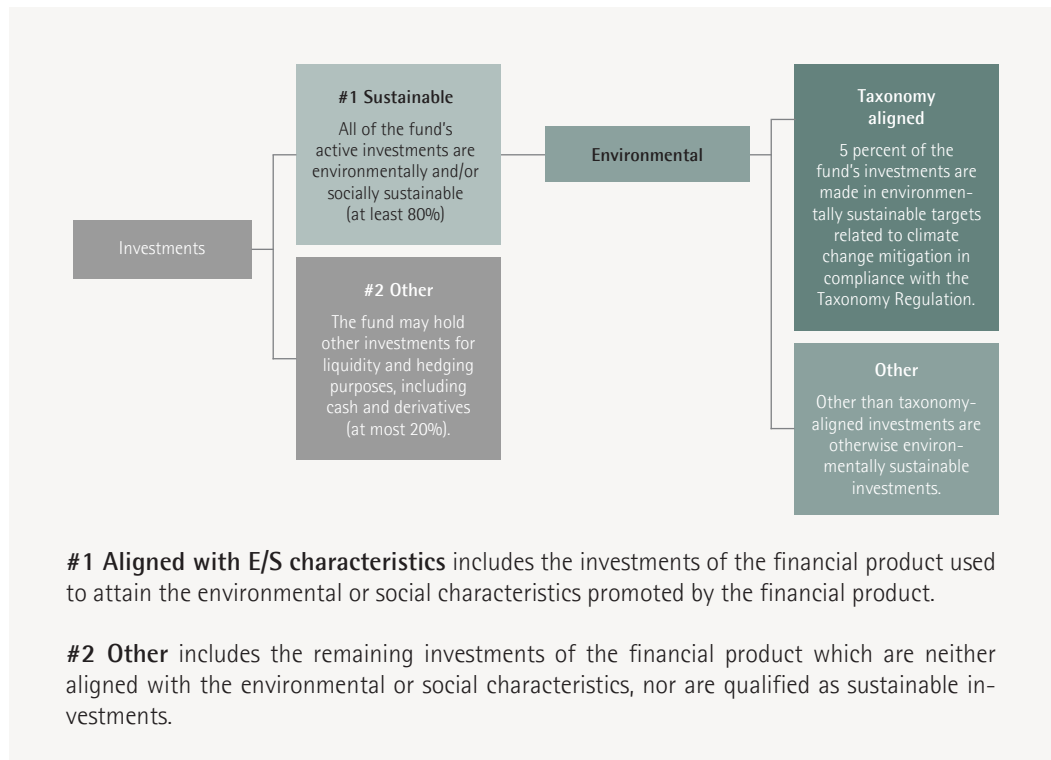 Investments
#1 Sustainable
All of the fund's
active investments are
environmentally and/or
socially sustainable
(at least 80%)
#2 Other
The fund may hold
other investments for
liquidity and hedging
purposes, including
cash and derivatives
(at most 20%).
Environmental
Taxonomy
aligned
5 percent of the
fund's investments are
made in environmen-
tally sustainable targets
related to climate
change mitigation in
compliance with the
Taxonomy Regulation.
Other
Other than taxonomy-
aligned investments are
otherwise environ-
mentally sustainable
investments.
#1 Aligned with E/S characteristics includes the investments of the financial product used
to attain the environmental or social characteristics promoted by the financial product.
#2 Other includes the remaining investments of the financial product which are neither
aligned with the environmental or social characteristics, nor are qualified as sustainable in-
vestments.